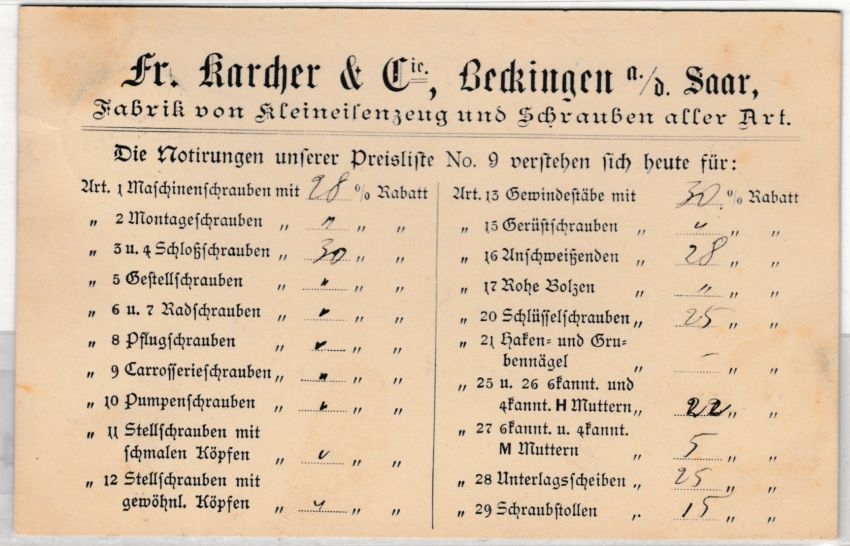 Fr. Karcher & Cie., Beckingen a./d. Saar,
Fabrik von Kleineisenzeug und Schrauben aller Art.
Die Notirungen unserer Preisliste No. 9 verstehen sich heute für:
Art. 1 Maschinenschrauben mit 28 % Rabatt
„ 2 Montageschrauben „ „ „ „
„ 3 u. 4 Schloßschrauben „ 30 „ „
„ 5 Gestellschrauben „ „ „ „
„ 6 u. 7 Radschrauben „ „ „ „
„ 8 Pflugschrauben „ „ „ „
„ 9 Carrosserieschrauben „ „ „ „
„ 10 Pumpenschrauben „ „ „ „
„ 11 Stellschrauben mit
schmalen Köpfen „ „ „ „
„ 12 Stellschrauben mit
gewöhnl. Köpfen „ „ „ „
Art. 13 Gewindestäbe mit 30 % Rabatt
„ 15 Gerüstschrauben „ „ „ „
„ 16 Anschweißenden „ 28 „ „
„ 17 Rohe Bolzen „ „ „ „
„ 20 Schlüsselschrauben „ 25 „ „
„ 21 Haken- und Gru-
bennägel „ – „ „
„ 25 u. 26 6kannt. und
4kannt. H Muttern „ 22 „ „
„ 27 6kannt. u. 4kannt.
M Muttern „ 5 „ „
„ 28 Unterlagsscheiben „ 25 „ „
„ 29 Schraubstollen „ 15 „ „